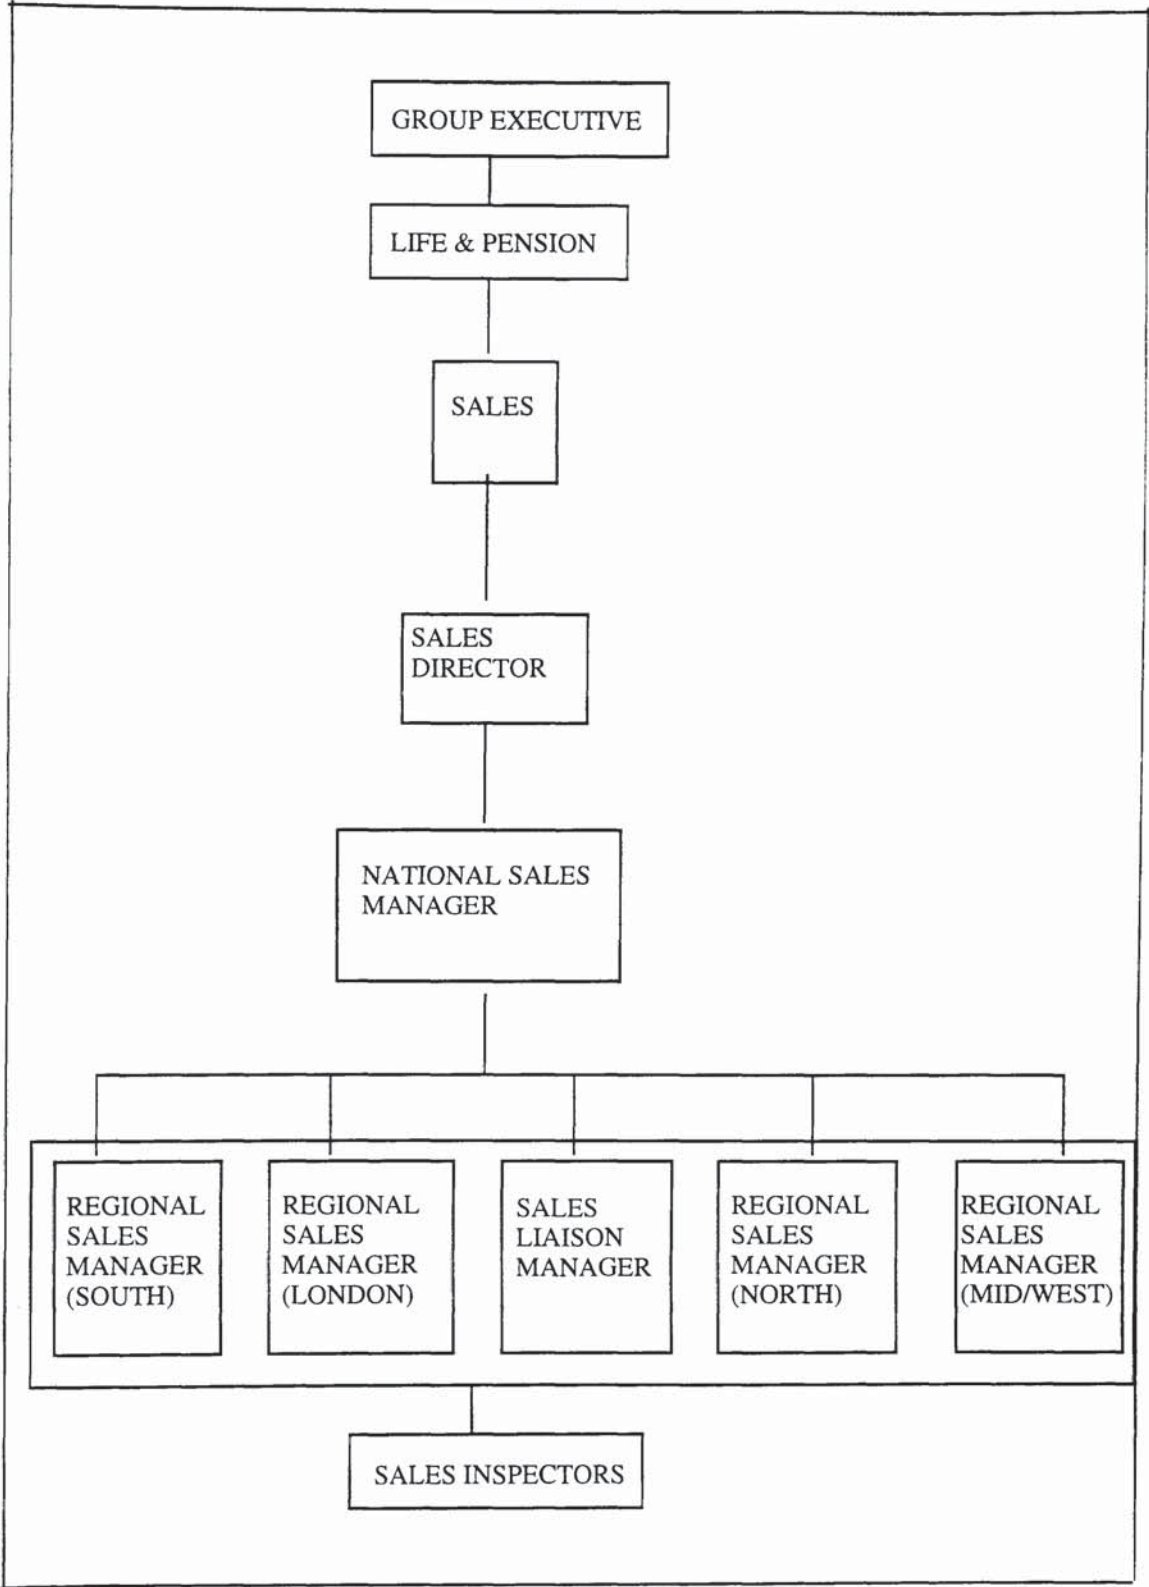 GROUP EXECUTIVE
LIFE & PENSION
SALES
SALES
DIRECTOR
NATIONAL SALES
MANAGER
REGIONAL
SALES
MANAGER
(SOUTH)
REGIONAL
SALES
MANAGER
(LONDON)
SALES
LIAISON
MANAGER
REGIONAL
SALES
MANAGER
(NORTH)
REGIONAL
SALES
MANAGER
(MID/WEST)
SALES INSPECTORS